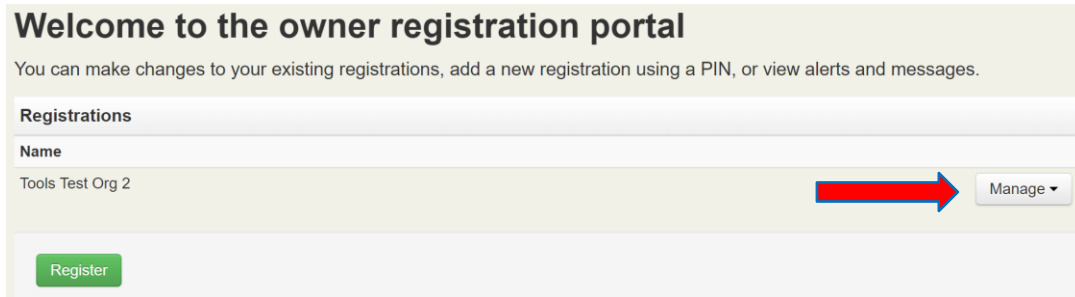 Welcome to the owner registration portal
You can make changes to your existing registrations, add a new registration using a PIN, or view alerts and messages.
Registrations
Name
Tools Test Org 2
Manage
Register